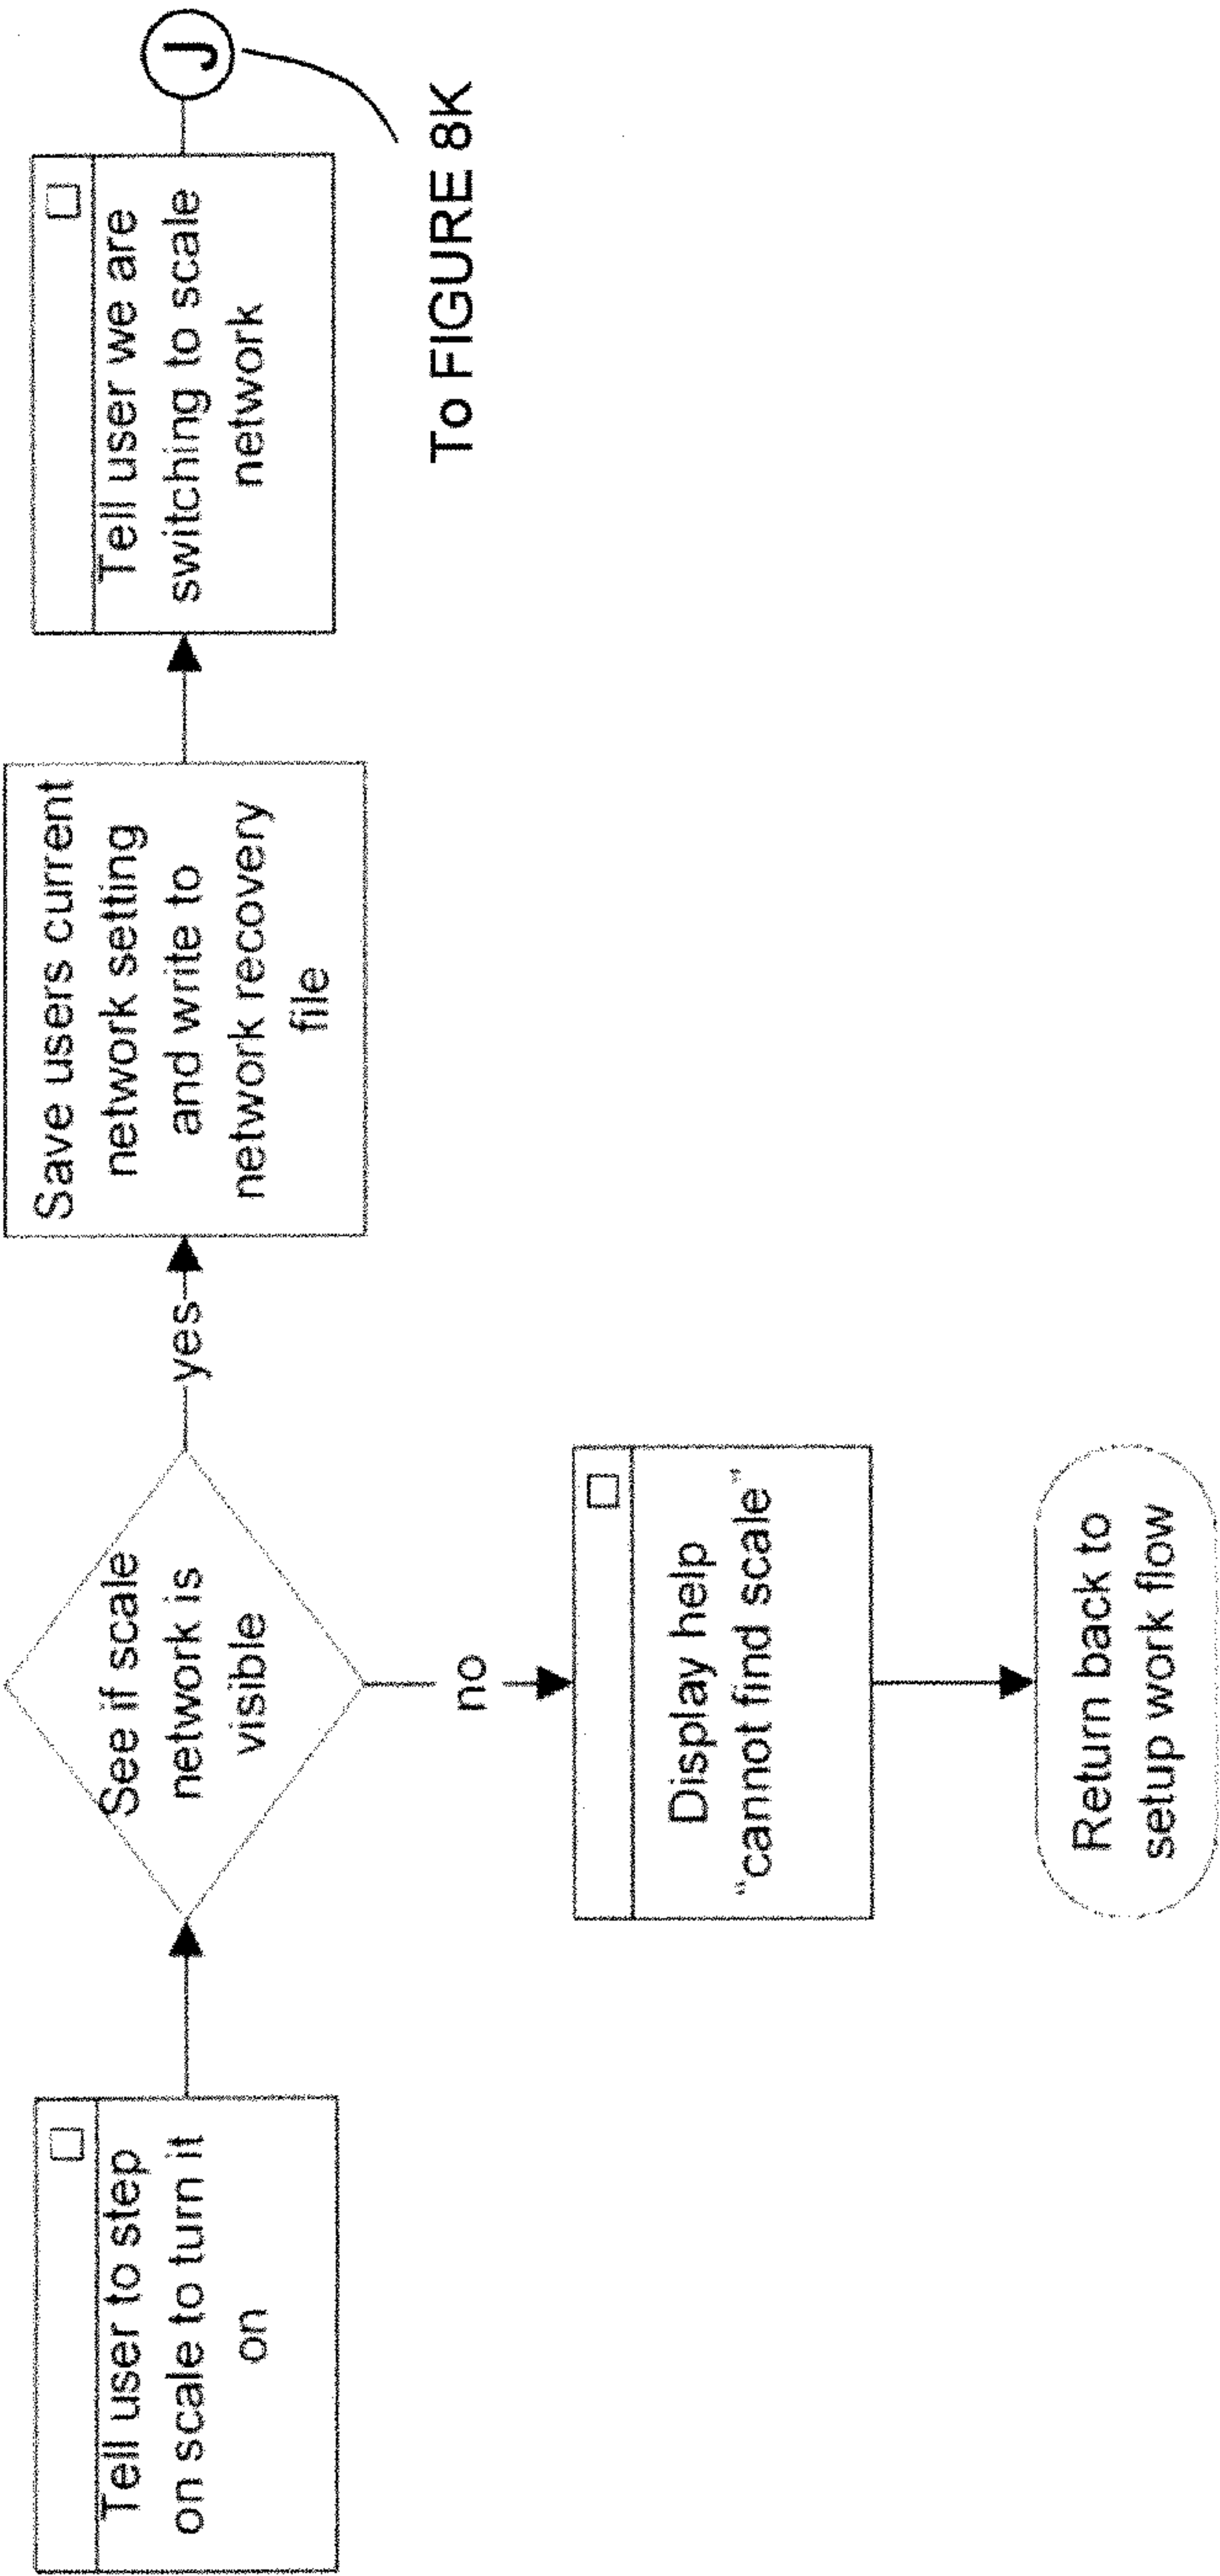 Tell user to step
on scale to turn it
on
See if scale
network is
visible
yes
Save users current
network setting
and write to
network recovery
file
Tell user we are
switching to scale
network
J
To FIGURE 8K
no
Display help
“cannot find scale”
Return back to
setup work flow